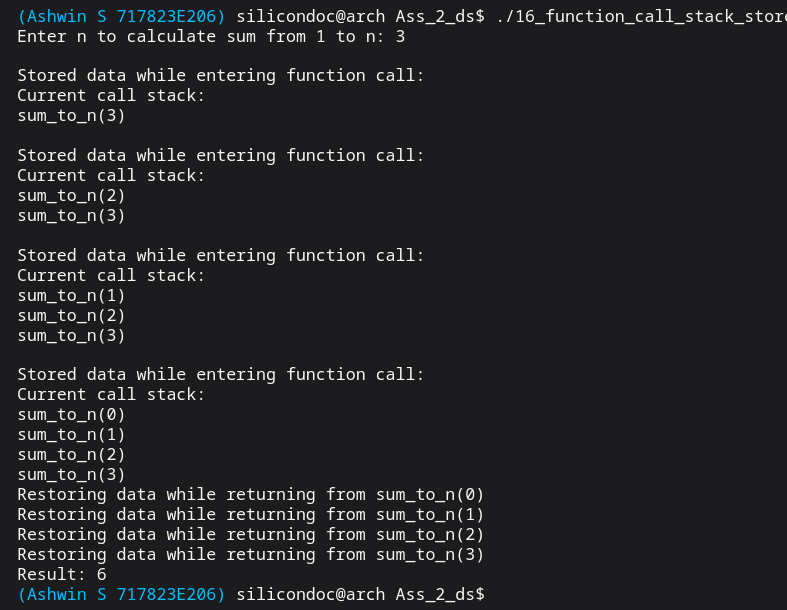 (Ashwin S 717823E206) silicondoc@arch Ass_2_ds$ ./16_function_call_stack_store
Enter n to calculate sum from 1 to n: 3
Stored data while entering function call:
Current call stack:
sum_to_n(3)
Stored data while entering function call:
Current call stack:
sum_to_n(2)
sum_to_n(3)
Stored data while entering function call:
Current call stack:
sum_to_n(1)
sum_to_n(2)
sum_to_n(3)
Stored data while entering function call:
Current call stack:
sum_to_n(0)
sum_to_n(1)
sum_to_n(2)
sum_to_n(3)
Restoring data while returning from sum_to_n(0)
Restoring data while returning from sum_to_n(1)
Restoring data while returning from sum_to_n(2)
Restoring data while returning from sum_to_n(3)
Result: 6
(Ashwin S 717823E206) silicondoc@arch Ass_2_ds$